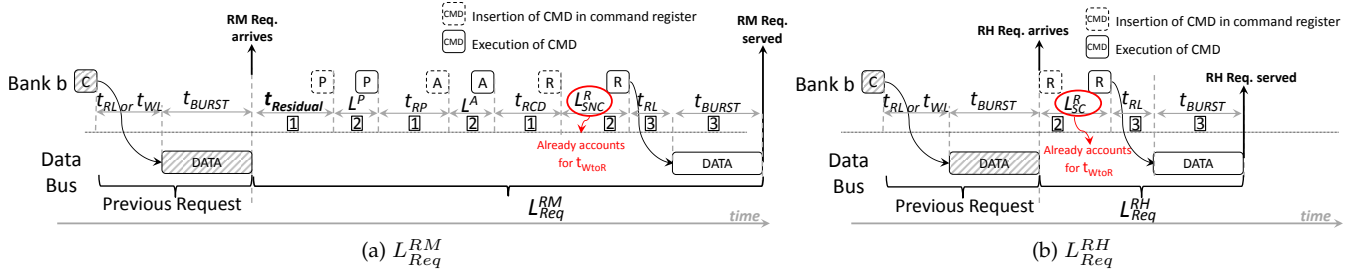 CMD Insertion of CMD in command register
CMD Execution of CMD
RM Req.
arrives
RM Req.
served
Bank b
C P P A A R R
t_RL or t_WL t_BURST t_Residual L^P t_RP L^A t_RCD L^R_SNC t_RL t_BURST
1 2 1 2 1 2 3 3
Already accounts
for t_WtoR
Data
Bus
DATA DATA
Previous Request
L^RM_Req
time
(a) L^RM_Req
CMD Insertion of CMD in command register
CMD Execution of CMD
RH Req. arrives
RH Req. served
Bank b
C R R
t_RL or t_WL t_BURST L^R_SC t_RL t_BURST
2 3 3
Already accounts
for t_WtoR
Data
Bus
DATA DATA
Previous Request
L^RH_Req
time
(b) L^RH_Req